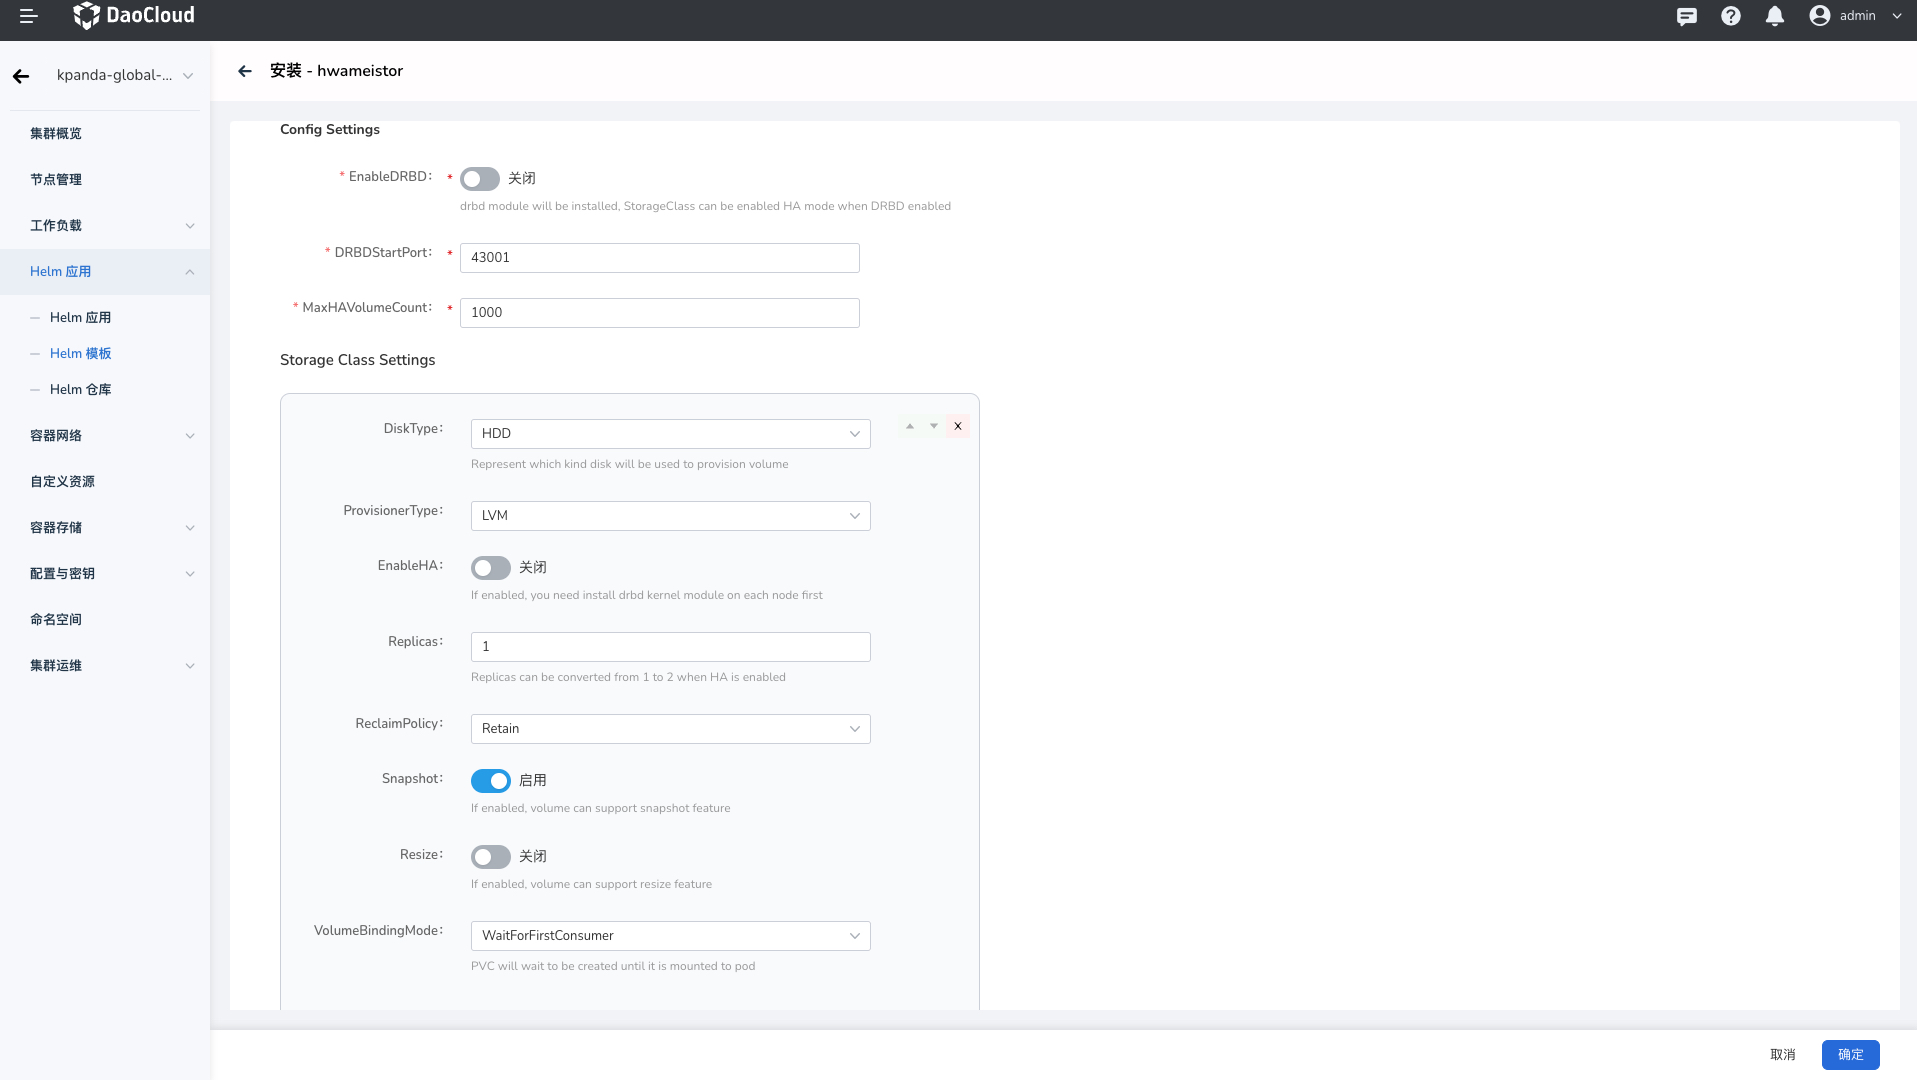 DaoCloud
admin
kpanda-global-...
安装 - hwameistor
集群概览
节点管理
工作负载
Helm 应用
Helm 应用
Helm 模板
Helm 仓库
容器网络
自定义资源
容器存储
配置与密钥
命名空间
集群运维
Config Settings
* EnableDRBD: * 关闭
drbd module will be installed, StorageClass can be enabled HA mode when DRBD enabled
* DRBDStartPort: * 43001
* MaxHAVolumeCount: * 1000
Storage Class Settings
DiskType: HDD x
Represent which kind disk will be used to provision volume
ProvisionerType: LVM
EnableHA: 关闭
If enabled, you need install drbd kernel module on each node first
Replicas: 1
Replicas can be converted from 1 to 2 when HA is enabled
ReclaimPolicy: Retain
Snapshot: 启用
If enabled, volume can support snapshot feature
Resize: 关闭
If enabled, volume can support resize feature
VolumeBindingMode: WaitForFirstConsumer
PVC will wait to be created until it is mounted to pod
取消 确定